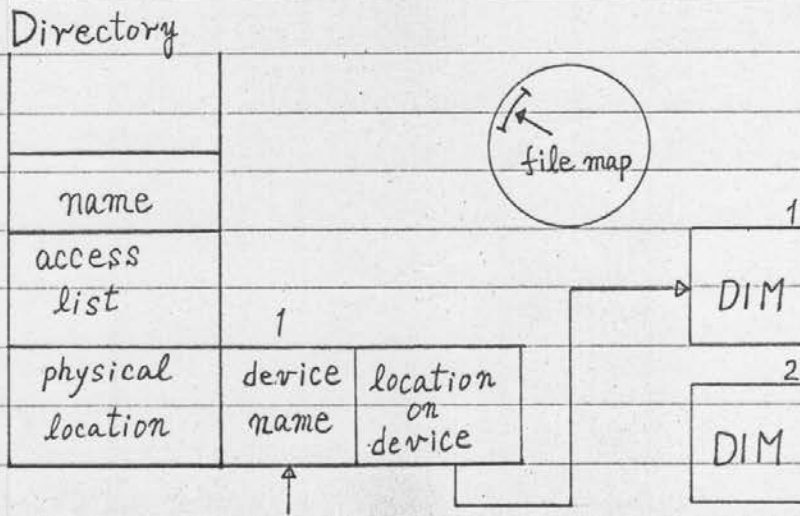 Directory
file map
name
1
access
list
DIM
1
physical
location
device
name
location
on
device
2
DIM